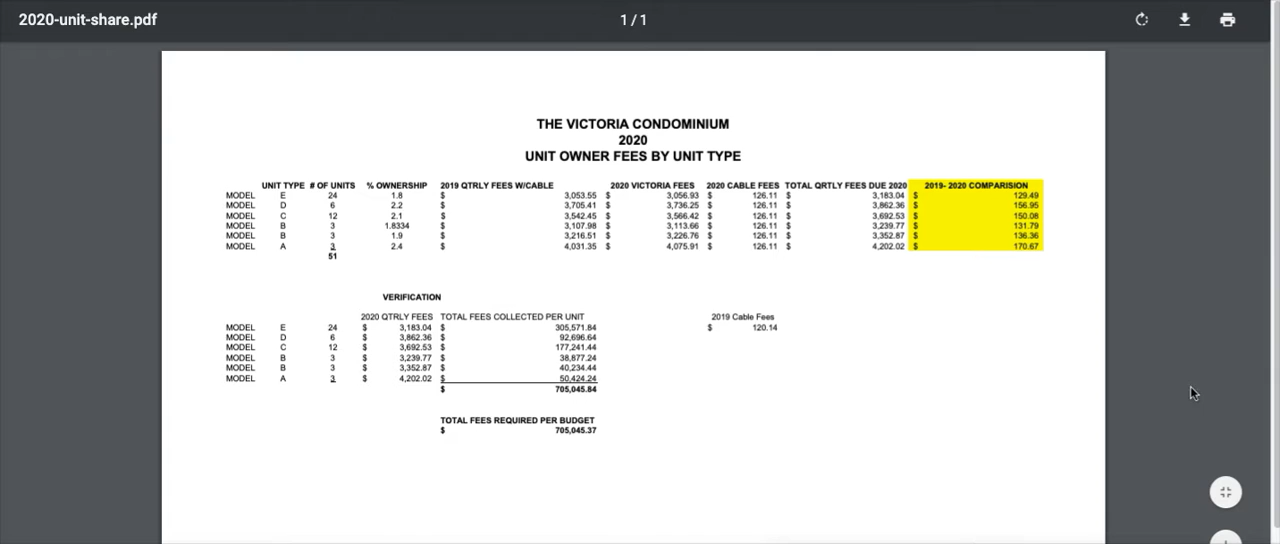 2020-unit-share.pdf 1 / 1
THE VICTORIA CONDOMINIUM
2020
UNIT OWNER FEES BY UNIT TYPE
UNIT TYPE # OF UNITS % OWNERSHIP 2019 QTRLY FEES W/CABLE 2020 VICTORIA FEES 2020 CABLE FEES TOTAL QRTLY FEES DUE 2020 2019- 2020 COMPARISION
MODEL E 24 1.8 $ 3,053.55 $ 3,056.93 $ 126.11 $ 3,183.04 $ 129.49
MODEL D 6 2.2 $ 3,705.41 $ 3,736.25 $ 126.11 $ 3,862.36 $ 156.95
MODEL C 12 2.1 $ 3,542.45 $ 3,566.42 $ 126.11 $ 3,692.53 $ 150.08
MODEL B 3 1.8334 $ 3,107.98 $ 3,113.66 $ 126.11 $ 3,239.77 $ 131.79
MODEL B 3 1.9 $ 3,216.51 $ 3,226.76 $ 126.11 $ 3,352.87 $ 136.36
MODEL A 3 2.4 $ 4,031.35 $ 4,075.91 $ 126.11 $ 4,202.02 $ 170.67
51
VERIFICATION
2020 QTRLY FEES TOTAL FEES COLLECTED PER UNIT 2019 Cable Fees
MODEL E 24 $ 3,183.04 $ 305,571.84 $ 120.14
MODEL D 6 $ 3,862.36 $ 92,696.64
MODEL C 12 $ 3,692.53 $ 177,241.44
MODEL B 3 $ 3,239.77 $ 38,877.24
MODEL B 3 $ 3,352.87 $ 40,234.44
MODEL A 3 $ 4,202.02 $ 50,424.24
$ 705,045.84
TOTAL FEES REQUIRED PER BUDGET
$ 705,045.37